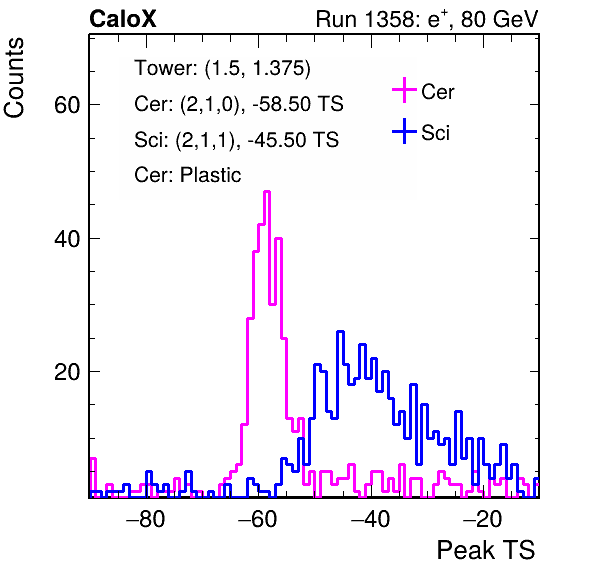 CaloX Run 1358: e⁺, 80 GeV
Counts
Tower: (1.5, 1.375)
Cer: (2,1,0), -58.50 TS
Sci: (2,1,1), -45.50 TS
Cer: Plastic
Cer
Sci
60
40
20
−80 −60 −40 −20
Peak TS